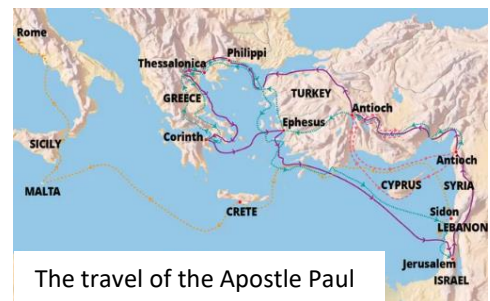 Rome
Philippi
Thessalonica
GREECE
TURKEY
Ephesus
Antioch
Corinth
SICILY
Antioch
MALTA
CYPRUS
SYRIA
CRETE
Sidon
LEBANON
Jerusalem
ISRAEL
The travel of the Apostle Paul